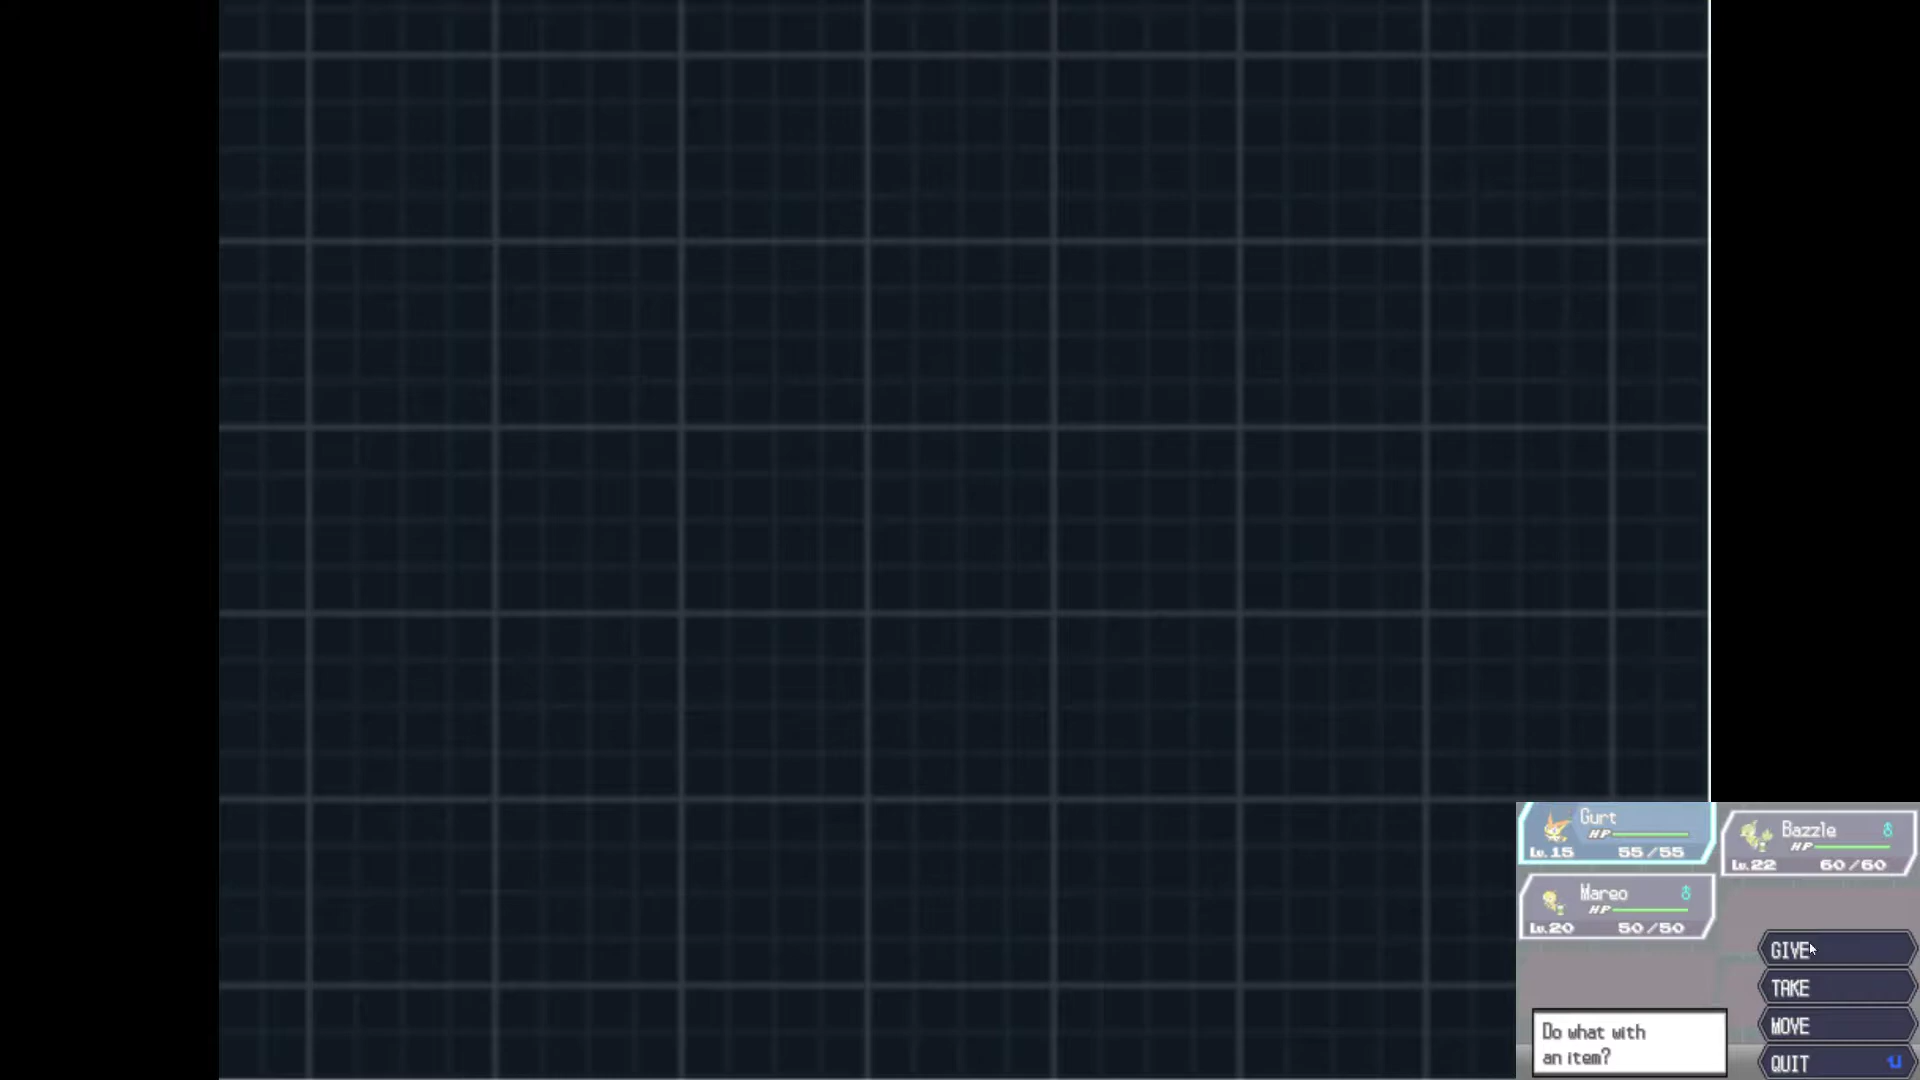 Gurt
HP
Lv.15 55/55
Bazzle ♂
HP
Lv.22 60/60
Mareo ♂
HP
Lv.20 50/50
GIVE
TAKE
MOVE
QUIT
Do what with
an item?